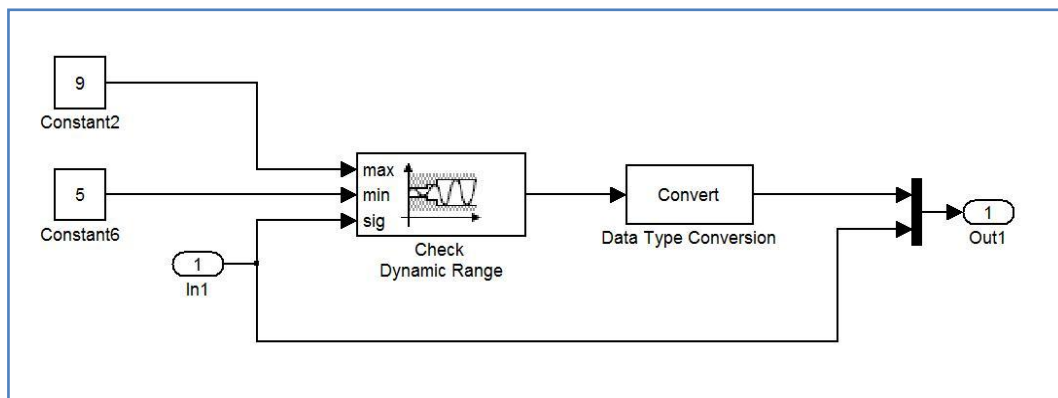 9
Constant2
5
Constant6
1
In1
max
min
sig
Check
Dynamic Range
Convert
Data Type Conversion
1
Out1